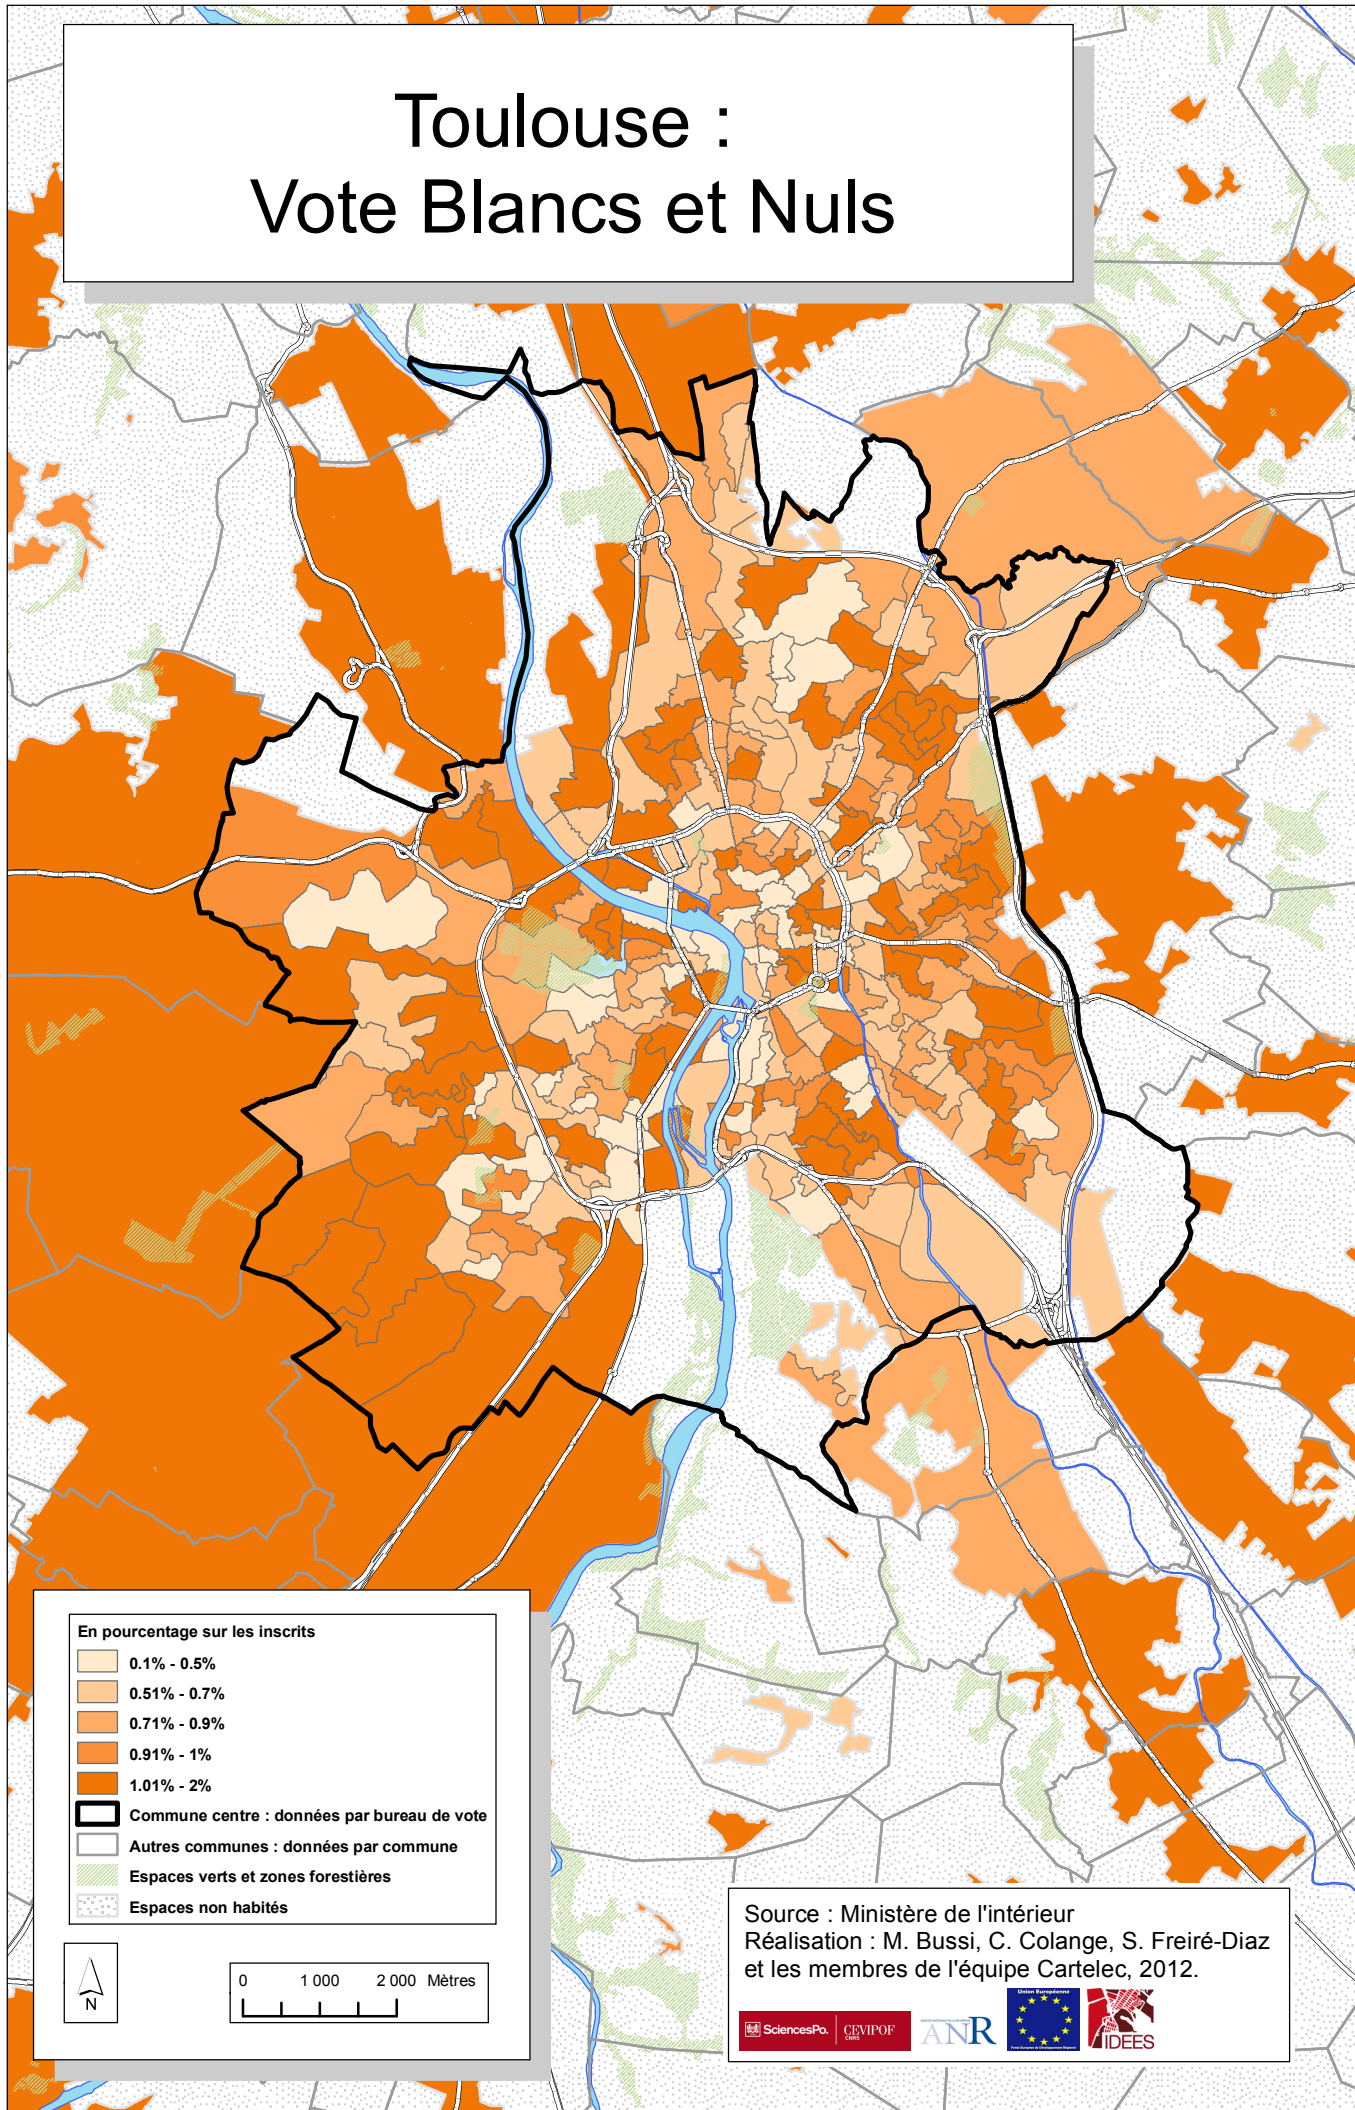 Toulouse :
Vote Blancs et Nuls
En pourcentage sur les inscrits
0.1% - 0.5%
0.51% - 0.7%
0.71% - 0.9%
0.91% - 1%
1.01% - 2%
Commune centre : données par bureau de vote
Autres communes : données par commune
Espaces verts et zones forestières
Espaces non habités
N
0 1 000 2 000 Mètres
Source : Ministère de l'intérieur
Réalisation : M. Bussi, C. Colange, S. Freiré-Diaz
et les membres de l'équipe Cartelec, 2012.
SciencesPo.
CEVIPOF
CNRS
ANR
Union Européenne
IDEES